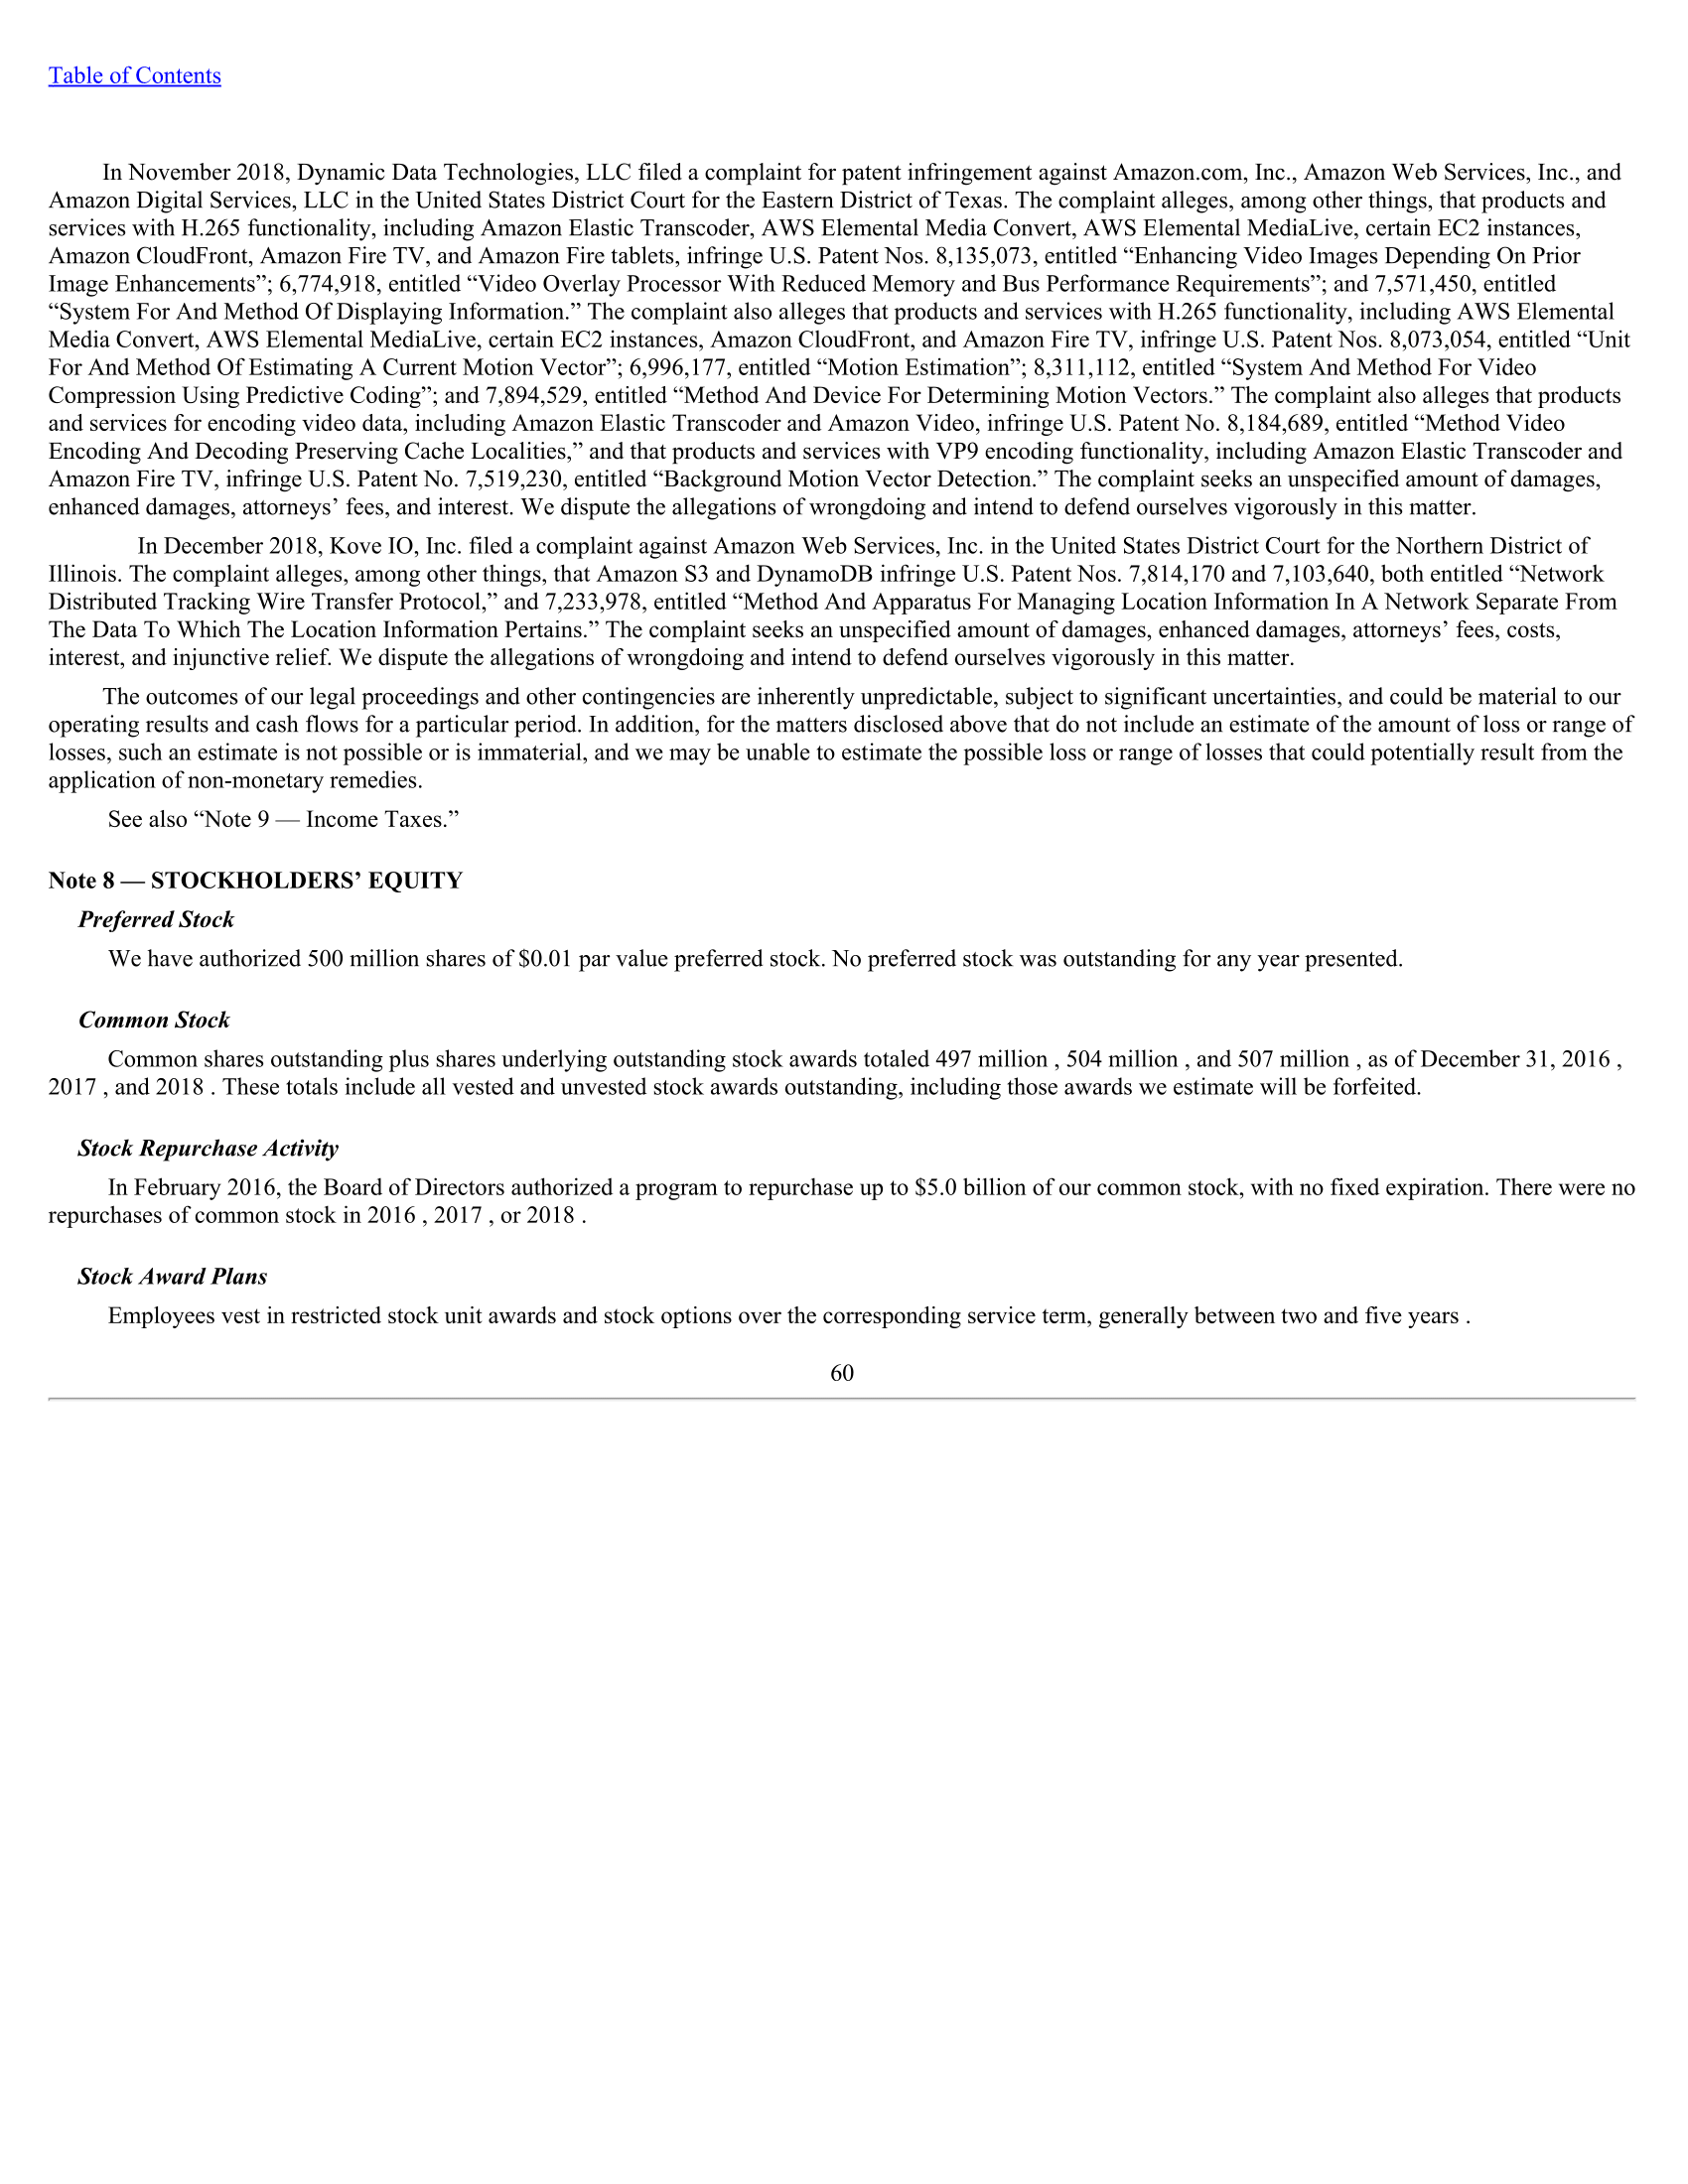 Table of Contents
In November 2018, Dynamic Data Technologies, LLC filed a complaint for patent infringement against Amazon.com, Inc., Amazon Web Services, Inc., and
Amazon Digital Services, LLC in the United States District Court for the Eastern District of Texas. The complaint alleges, among other things, that products and
services with H.265 functionality, including Amazon Elastic Transcoder, AWS Elemental Media Convert, AWS Elemental MediaLive, certain EC2 instances,
Amazon CloudFront, Amazon Fire TV, and Amazon Fire tablets, infringe U.S. Patent Nos. 8,135,073, entitled “Enhancing Video Images Depending On Prior
Image Enhancements”; 6,774,918, entitled “Video Overlay Processor With Reduced Memory and Bus Performance Requirements”; and 7,571,450, entitled
“System For And Method Of Displaying Information.” The complaint also alleges that products and services with H.265 functionality, including AWS Elemental
Media Convert, AWS Elemental MediaLive, certain EC2 instances, Amazon CloudFront, and Amazon Fire TV, infringe U.S. Patent Nos. 8,073,054, entitled “Unit
For And Method Of Estimating A Current Motion Vector”; 6,996,177, entitled “Motion Estimation”; 8,311,112, entitled “System And Method For Video
Compression Using Predictive Coding”; and 7,894,529, entitled “Method And Device For Determining Motion Vectors.” The complaint also alleges that products
and services for encoding video data, including Amazon Elastic Transcoder and Amazon Video, infringe U.S. Patent No. 8,184,689, entitled “Method Video
Encoding And Decoding Preserving Cache Localities,” and that products and services with VP9 encoding functionality, including Amazon Elastic Transcoder and
Amazon Fire TV, infringe U.S. Patent No. 7,519,230, entitled “Background Motion Vector Detection.” The complaint seeks an unspecified amount of damages,
enhanced damages, attorneys’ fees, and interest. We dispute the allegations of wrongdoing and intend to defend ourselves vigorously in this matter.
In December 2018, Kove IO, Inc. filed a complaint against Amazon Web Services, Inc. in the United States District Court for the Northern District of
Illinois. The complaint alleges, among other things, that Amazon S3 and DynamoDB infringe U.S. Patent Nos. 7,814,170 and 7,103,640, both entitled “Network
Distributed Tracking Wire Transfer Protocol,” and 7,233,978, entitled “Method And Apparatus For Managing Location Information In A Network Separate From
The Data To Which The Location Information Pertains.” The complaint seeks an unspecified amount of damages, enhanced damages, attorneys’ fees, costs,
interest, and injunctive relief. We dispute the allegations of wrongdoing and intend to defend ourselves vigorously in this matter.
The outcomes of our legal proceedings and other contingencies are inherently unpredictable, subject to significant uncertainties, and could be material to our
operating results and cash flows for a particular period. In addition, for the matters disclosed above that do not include an estimate of the amount of loss or range of
losses, such an estimate is not possible or is immaterial, and we may be unable to estimate the possible loss or range of losses that could potentially result from the
application of non-monetary remedies.
See also “Note 9 — Income Taxes.”
Note 8 — STOCKHOLDERS’ EQUITY
Preferred Stock
We have authorized 500 million shares of $0.01 par value preferred stock. No preferred stock was outstanding for any year presented.
Common Stock
Common shares outstanding plus shares underlying outstanding stock awards totaled 497 million , 504 million , and 507 million , as of December 31, 2016 ,
2017 , and 2018 . These totals include all vested and unvested stock awards outstanding, including those awards we estimate will be forfeited.
Stock Repurchase Activity
In February 2016, the Board of Directors authorized a program to repurchase up to $5.0 billion of our common stock, with no fixed expiration. There were no
repurchases of common stock in 2016 , 2017 , or 2018 .
Stock Award Plans
Employees vest in restricted stock unit awards and stock options over the corresponding service term, generally between two and five years .
60